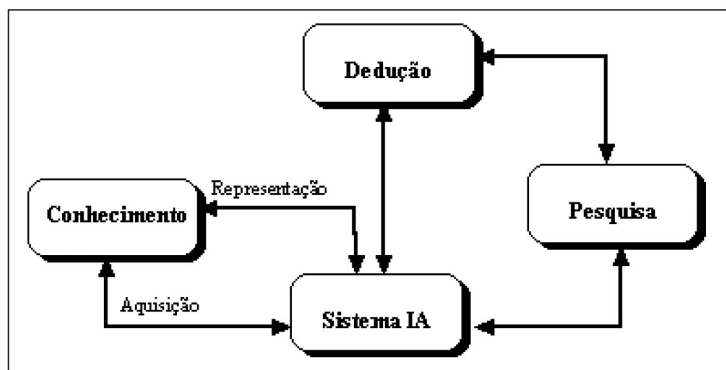 Dedução
Representação
Conhecimento
Pesquisa
Aquisição
Sistema IA